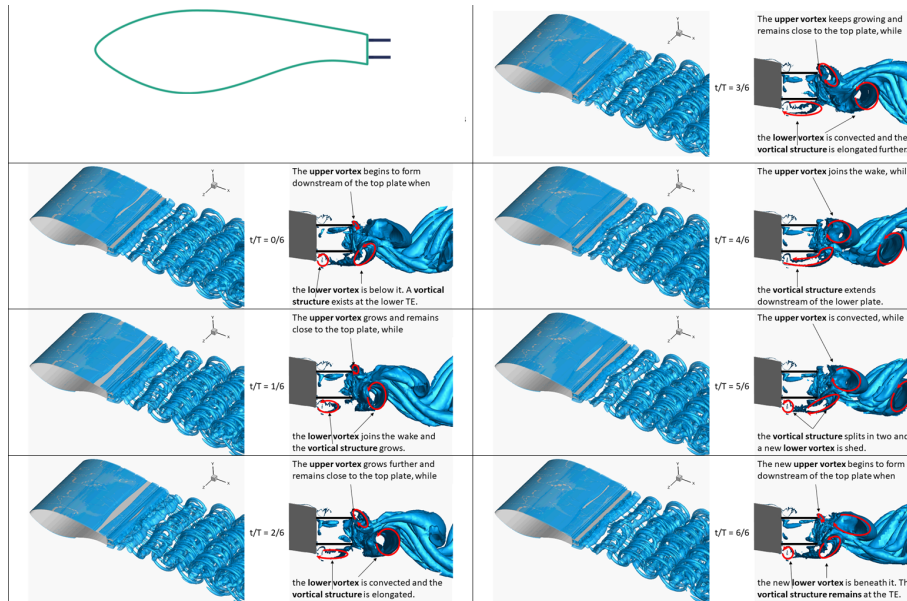 The upper vortex keeps growing and
remains close to the top plate, while
t/T = 3/6
the lower vortex is convected and the
vortical structure is elongated further.
The upper vortex begins to form
downstream of the top plate when
t/T = 0/6
the lower vortex is below it. A vortical
structure exists at the lower TE.
The upper vortex joins the wake, whil
t/T = 4/6
the vortical structure extends
downstream of the lower plate.
The upper vortex grows and remains
close to the top plate, while
t/T = 1/6
the lower vortex joins the wake and
the vortical structure grows.
The upper vortex is convected, while
t/T = 5/6
the vortical structure splits in two and
a new lower vortex is shed.
The upper vortex grows further and
remains close to the top plate, while
t/T = 2/6
the lower vortex is convected and the
vortical structure is elongated.
The new upper vortex begins to form
downstream of the top plate when
t/T = 6/6
the new lower vortex is beneath it. Th
vortical structure remains at the TE.